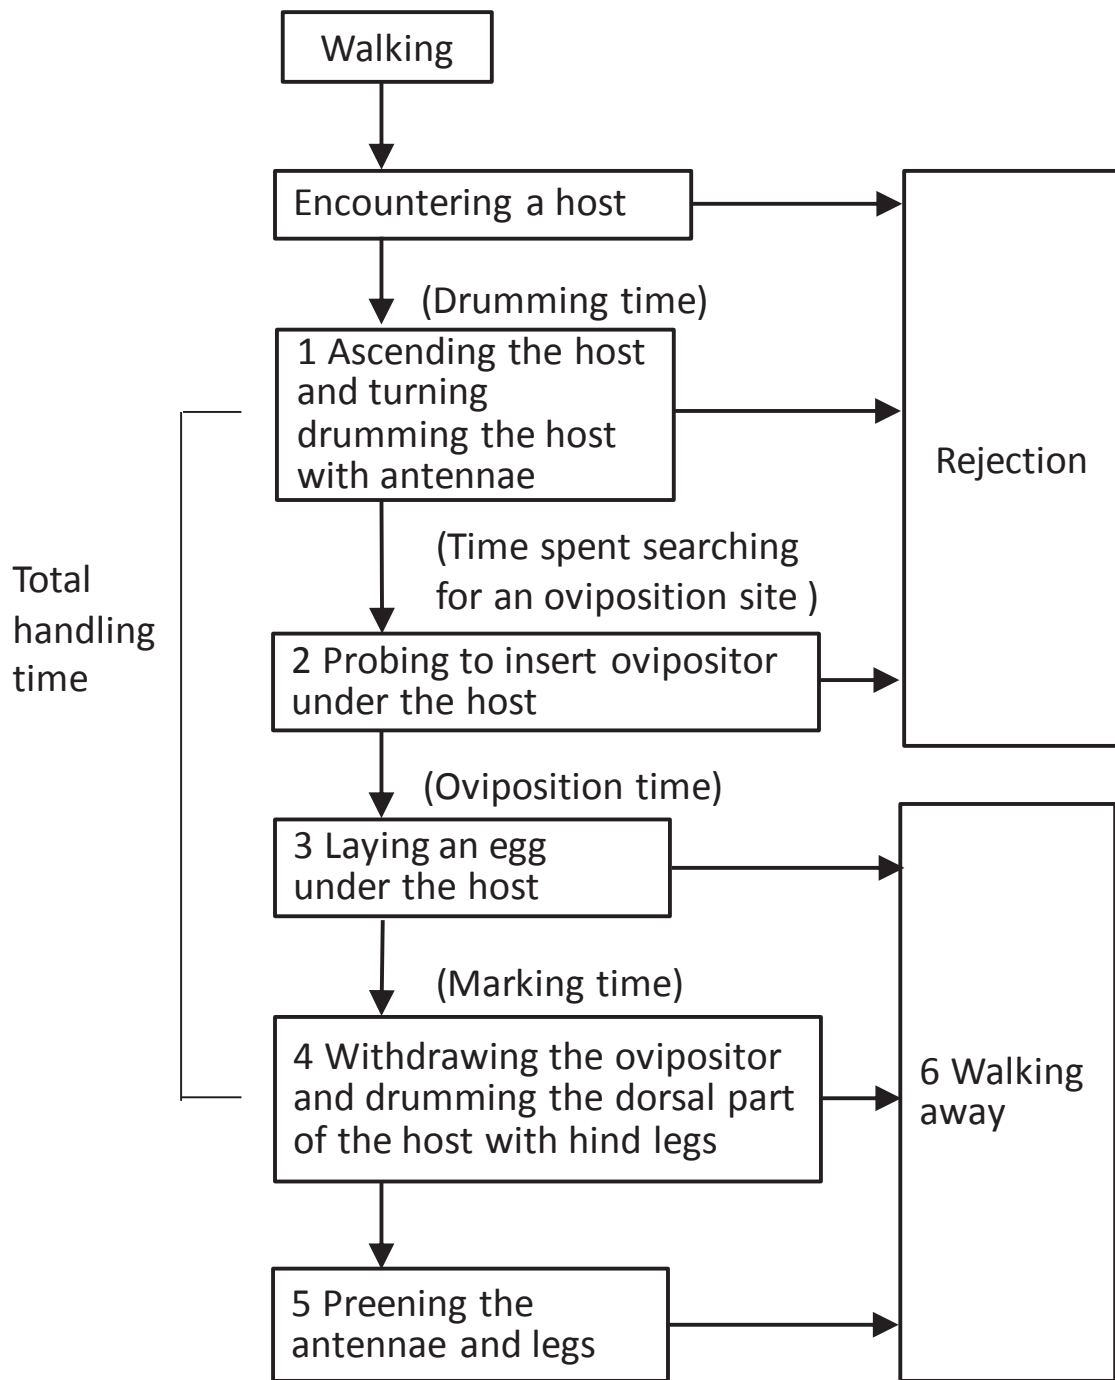 Walking
Encountering a host
(Drumming time)
1 Ascending the host
and turning
drumming the host
with antennae
Rejection
(Time spent searching
for an oviposition site )
Total
handling
time
2 Probing to insert ovipositor
under the host
(Oviposition time)
3 Laying an egg
under the host
(Marking time)
4 Withdrawing the ovipositor
and drumming the dorsal part
of the host with hind legs
6 Walking
away
5 Preening the
antennae and legs